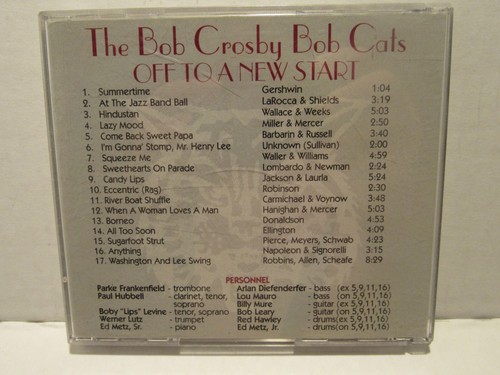 The Bob Crosby Bob Cats
OFF TO A NEW START
1. Summertime Gershwin 1:04
2. At The Jazz Band Ball LaRocca & Shields 3:19
3. Hindustan Wallace & Weeks 5:03
4. Lazy Mood Miller & Mercer 2:50
5. Come Back Sweet Papa Barbarin & Russell 3:40
6. I'm Gonna' Stomp, Mr. Henry Lee Unknown (Sullivan) 2:00
7. Squeeze Me Waller & Williams 4:59
8. Sweethearts On Parade Lombardo & Newman 2:24
9. Candy Lips Jackson & Laurla 5:24
10. Eccentric (Rag) Robinson 2:30
11. River Boat Shuffle Carmichael & Voynow 3:48
12. When A Woman Loves A Man Hanighan & Mercer 5:03
13. Borneo Donaldson 4:53
14. All Too Soon Ellington 4:09
15. Sugarfoot Strut Pierce, Meyers, Schwab 4:23
16. Anything Napoleon & Signorelli 3:17
17. Washington And Lee Swing Robbins, Allen, Scheafe 8:29
PERSONNEL
Parke Frankenfield - trombone Arlan Diefenderfer - bass (ex 5,9,11,16)
Paul Hubbell - clarinet, tenor, Lou Mauro - bass (on 5,9,11,16)
soprano Billy Mure - guitar (ex 5,9,11,16)
Boby "Lips" Levine - tenor, soprano Bob Leary - guitar (on 5,9,11,16)
Werner Lutz - trumpet Red Hawley - drums(ex 5,9,11,16)
Ed Metz, Sr. - piano Ed Metz, Jr. - drums(on 5,9,11,16)